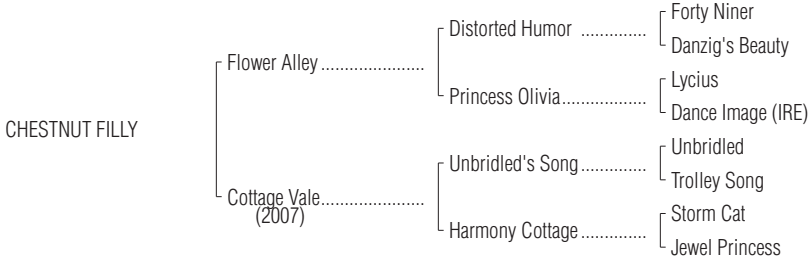 Forty Niner
Distorted Humor ..............
Danzig's Beauty
Flower Alley ......................
Lycius
Princess Olivia..................
Dance Image (IRE)
CHESTNUT FILLY
Unbridled
Unbridled's Song..............
Trolley Song
Cottage Vale......................
(2007)
Storm Cat
Harmony Cottage ..............
Jewel Princess